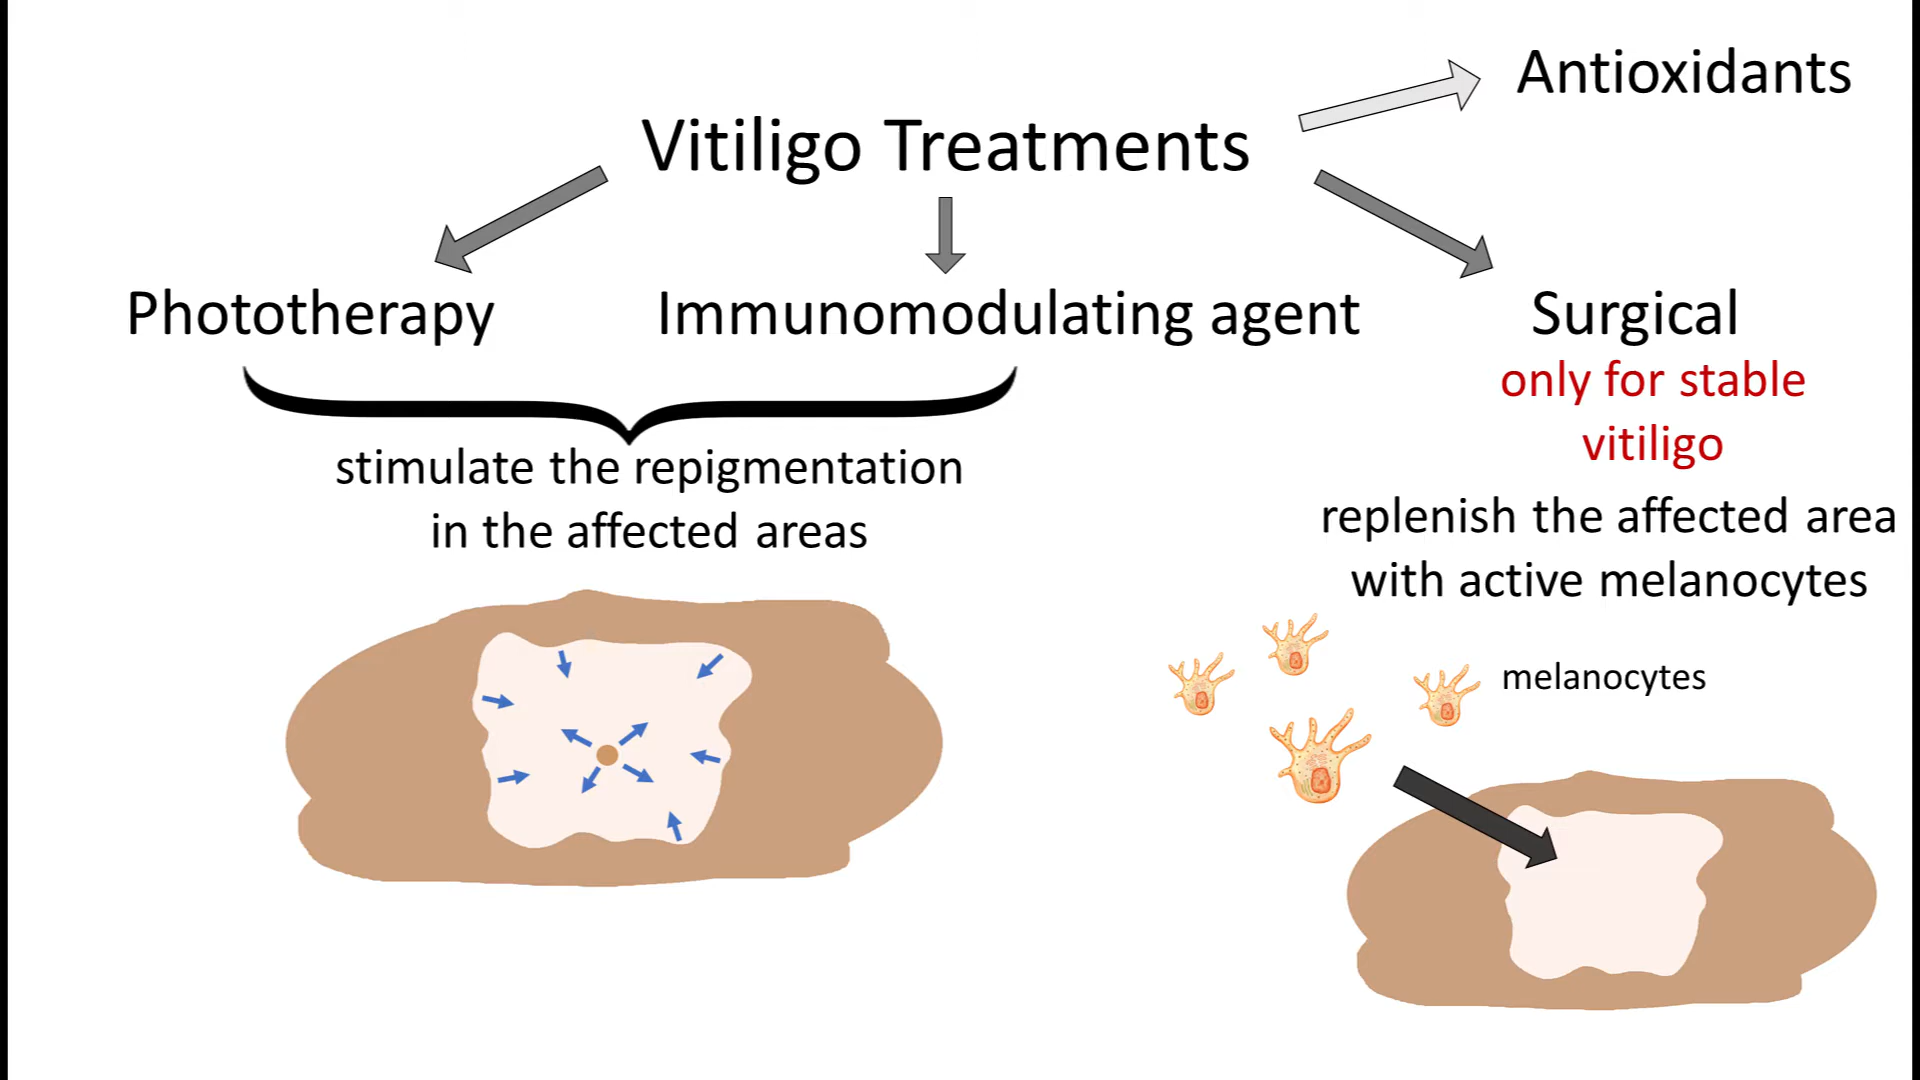 Antioxidants
Vitiligo Treatments
Phototherapy
Immunomodulating agent
Surgical
only for stable
vitiligo
stimulate the repigmentation
in the affected areas
replenish the affected area
with active melanocytes
melanocytes